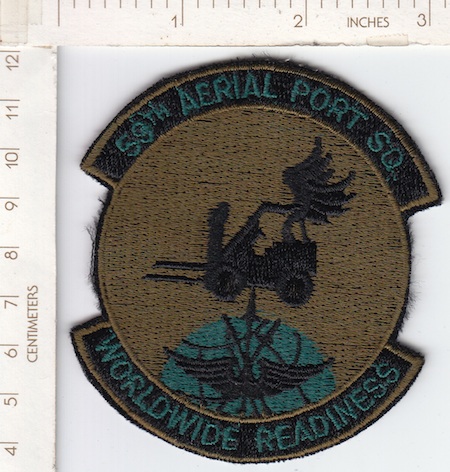 1 2 INCHES 3
12
11
10
9
8
7
6
5
4
CENTIMETERS
59TH AERIAL PORT SQ.
WORLDWIDE READINESS